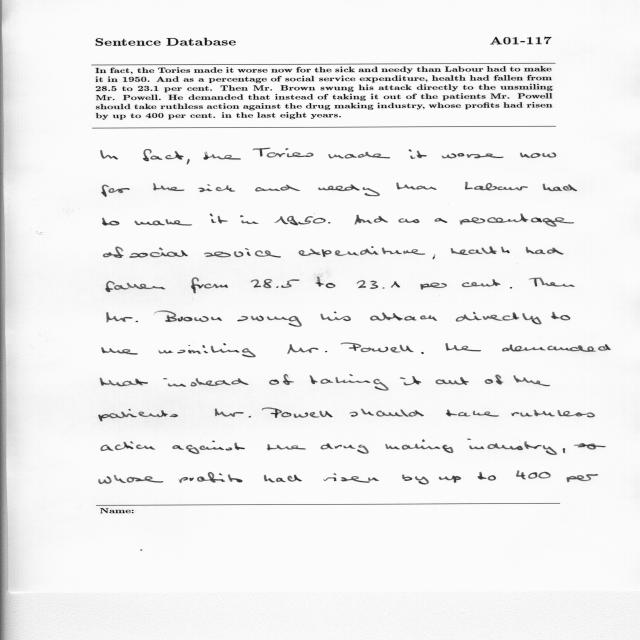 Sentence Database A01-117
In fact, the Tories made it worse now for the sick and needy than Labour had to make
it in 1950. And as a percentage of social service expenditure, health had fallen from
28.5 to 23.1 per cent. Then Mr. Brown swung his attack directly to the unsmiling
Mr. Powell. He demanded that instead of taking it out of the patients Mr. Powell
should take ruthless action against the drug making industry, whose profits had risen
by up to 400 per cent. in the last eight years.
In fact, the Tories made it worse now
for the sick and needy than Labour had
to make it in 1950. And as a percentage
of social service expenditure, health had
fallen from 28.5 to 23.1 per cent. Then
Mr. Brown swung his attack directly to
the unsmiling Mr. Powell. He demanded
that instead of taking it out of the
patients Mr. Powell should take ruthless
action against the drug making industry,
whose profits had risen by up to 400 per
Name: